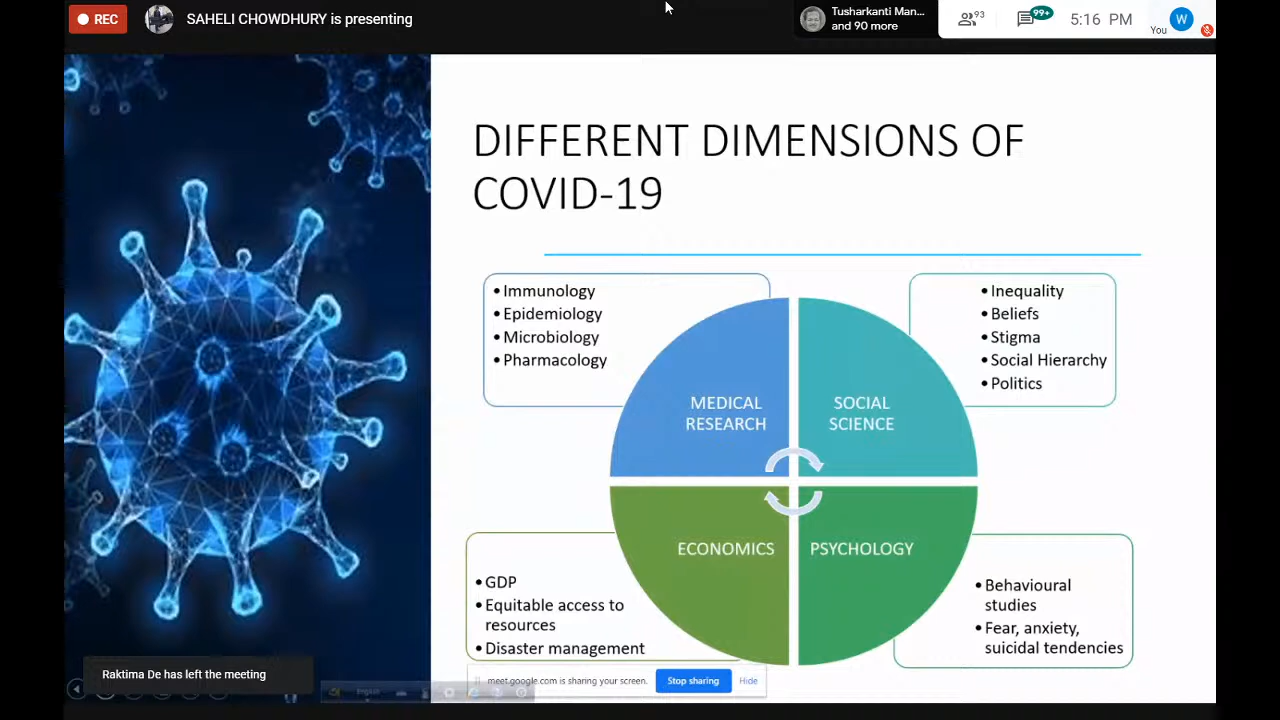 REC
SAHELI CHOWDHURY is presenting
Tusharkanti Man...
and 90 more
93
99+
5:16 PM
You
W
DIFFERENT DIMENSIONS OF
COVID-19
• Immunology
• Epidemiology
• Microbiology
• Pharmacology
• Inequality
• Beliefs
• Stigma
• Social Hierarchy
• Politics
MEDICAL
RESEARCH
SOCIAL
SCIENCE
ECONOMICS
PSYCHOLOGY
• GDP
• Equitable access to
resources
• Disaster management
• Behavioural
studies
• Fear, anxiety,
suicidal tendencies
Raktima De has left the meeting
meet.google.com is sharing your screen.
Stop sharing
Hide
English